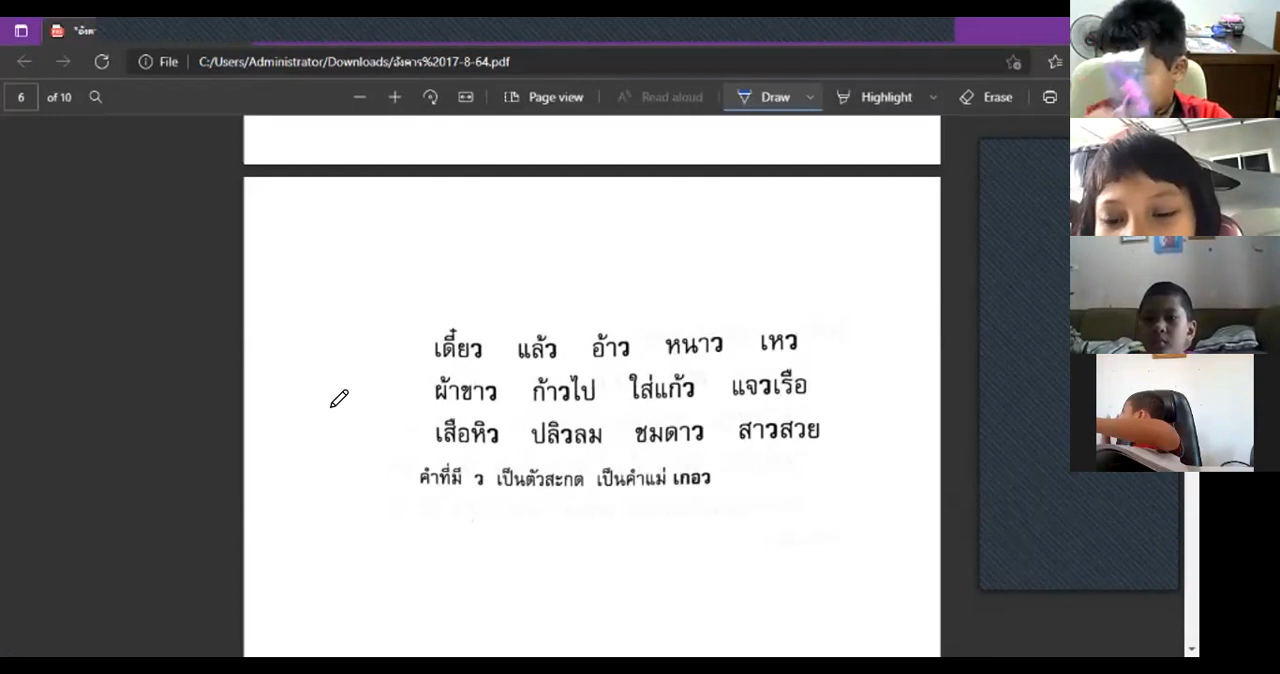 File C:/Users/Administrator/Downloads/อังคาร%2017-8-64.pdf
6 of 10 Page view Read aloud Draw Highlight Erase
เดี๋ยว แล้ว อ้าว หนาว เหว
ผ้าขาว ก้าวไป ใส่แก้ว แจวเรือ
เสือหิว ปลิวลม ชมดาว สาวสวย
คำที่มี ว เป็นตัวสะกด เป็นคำแม่ เกอว